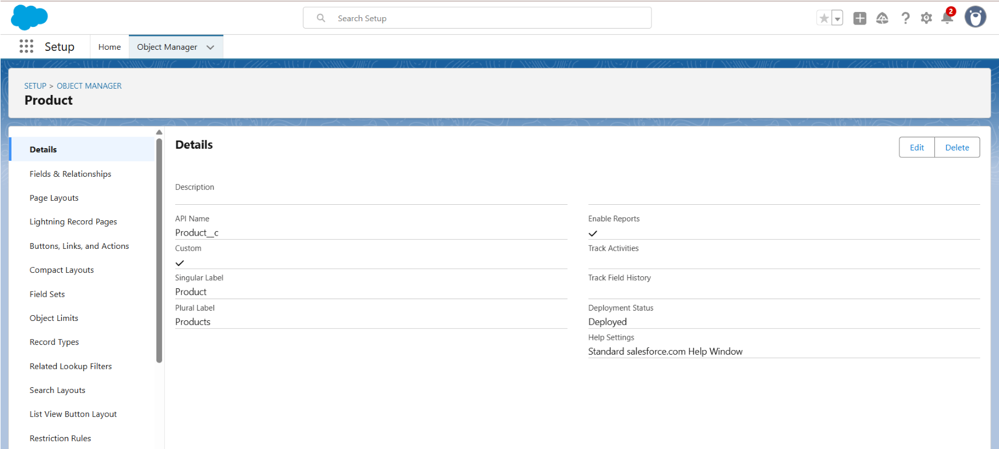 Search Setup
2
Setup
Home
Object Manager
SETUP > OBJECT MANAGER
Product
Details
Fields & Relationships
Page Layouts
Lightning Record Pages
Buttons, Links, and Actions
Compact Layouts
Field Sets
Object Limits
Record Types
Related Lookup Filters
Search Layouts
List View Button Layout
Restriction Rules
Details
Edit
Delete
Description
API Name
Product__c
Custom
Singular Label
Product
Plural Label
Products
Enable Reports
Track Activities
Track Field History
Deployment Status
Deployed
Help Settings
Standard salesforce.com Help Window